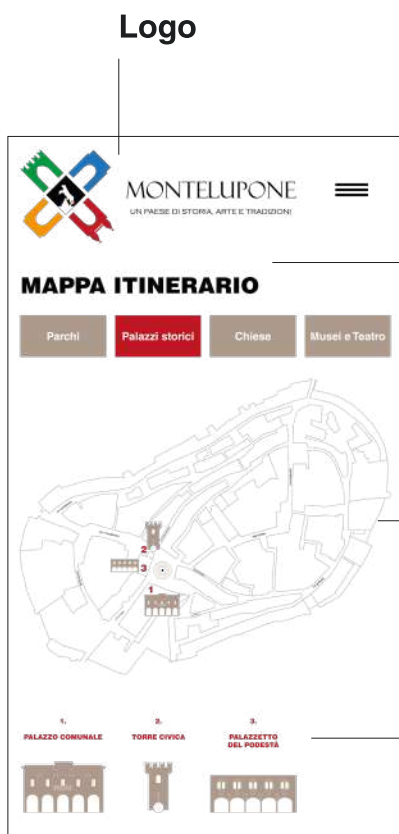 Logo
MONTELUPONE
UN PAESE DI STORIA, ARTE E TRADIZIONI
MAPPA ITINERARIO
Parchi
Palazzi storici
Chiese
Musei e Teatro
2
3
1
1.
PALAZZO COMUNALE
2.
TORRE CIVICA
3.
PALAZZETTO
DEL PODESTÀ